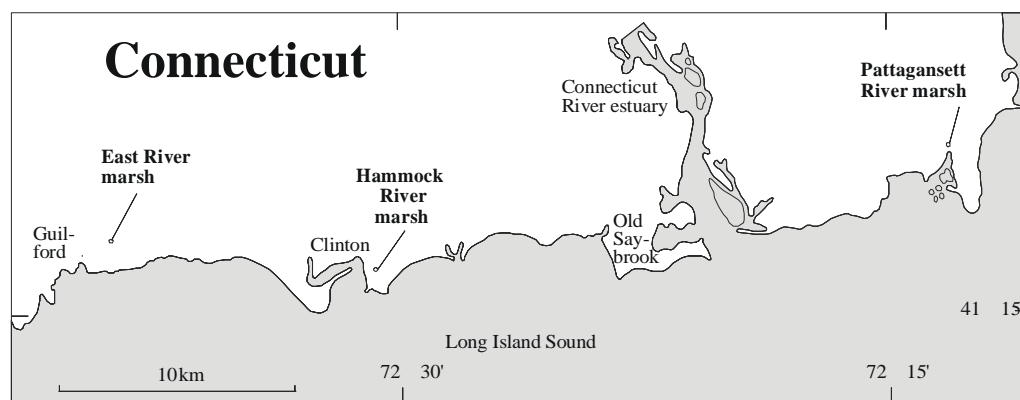 Connecticut
Connecticut
River estuary
Pattagansett
River marsh
East River
marsh
Hammock
River
marsh
Guil-
ford
Clinton
Old
Say-
brook
41 15
Long Island Sound
10km
72 30'
72 15'